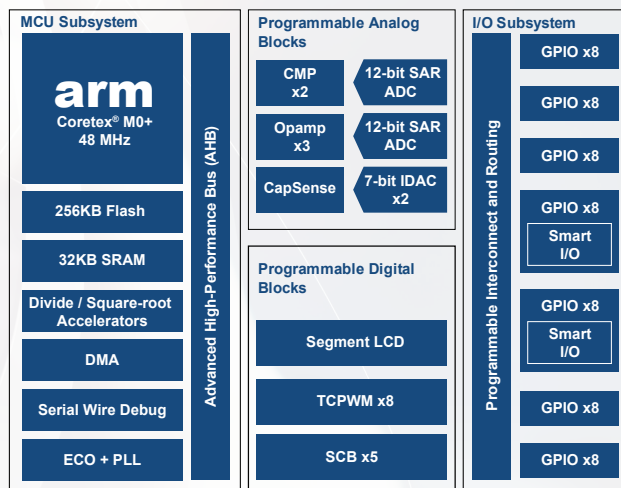 MCU Subsystem
arm
Coretex® M0+
48 MHz
256KB Flash
32KB SRAM
Divide / Square-root
Accelerators
DMA
Serial Wire Debug
ECO + PLL
Advanced High-Performance Bus (AHB)
Programmable Analog
Blocks
CMP
x2
12-bit SAR
ADC
Opamp
x3
12-bit SAR
ADC
CapSense
7-bit IDAC
x2
Programmable Digital
Blocks
Segment LCD
TCPWM x8
SCB x5
I/O Subsystem
Programmable Interconnect and Routing
GPIO x8
GPIO x8
GPIO x8
GPIO x8
Smart
I/O
GPIO x8
Smart
I/O
GPIO x8
GPIO x8